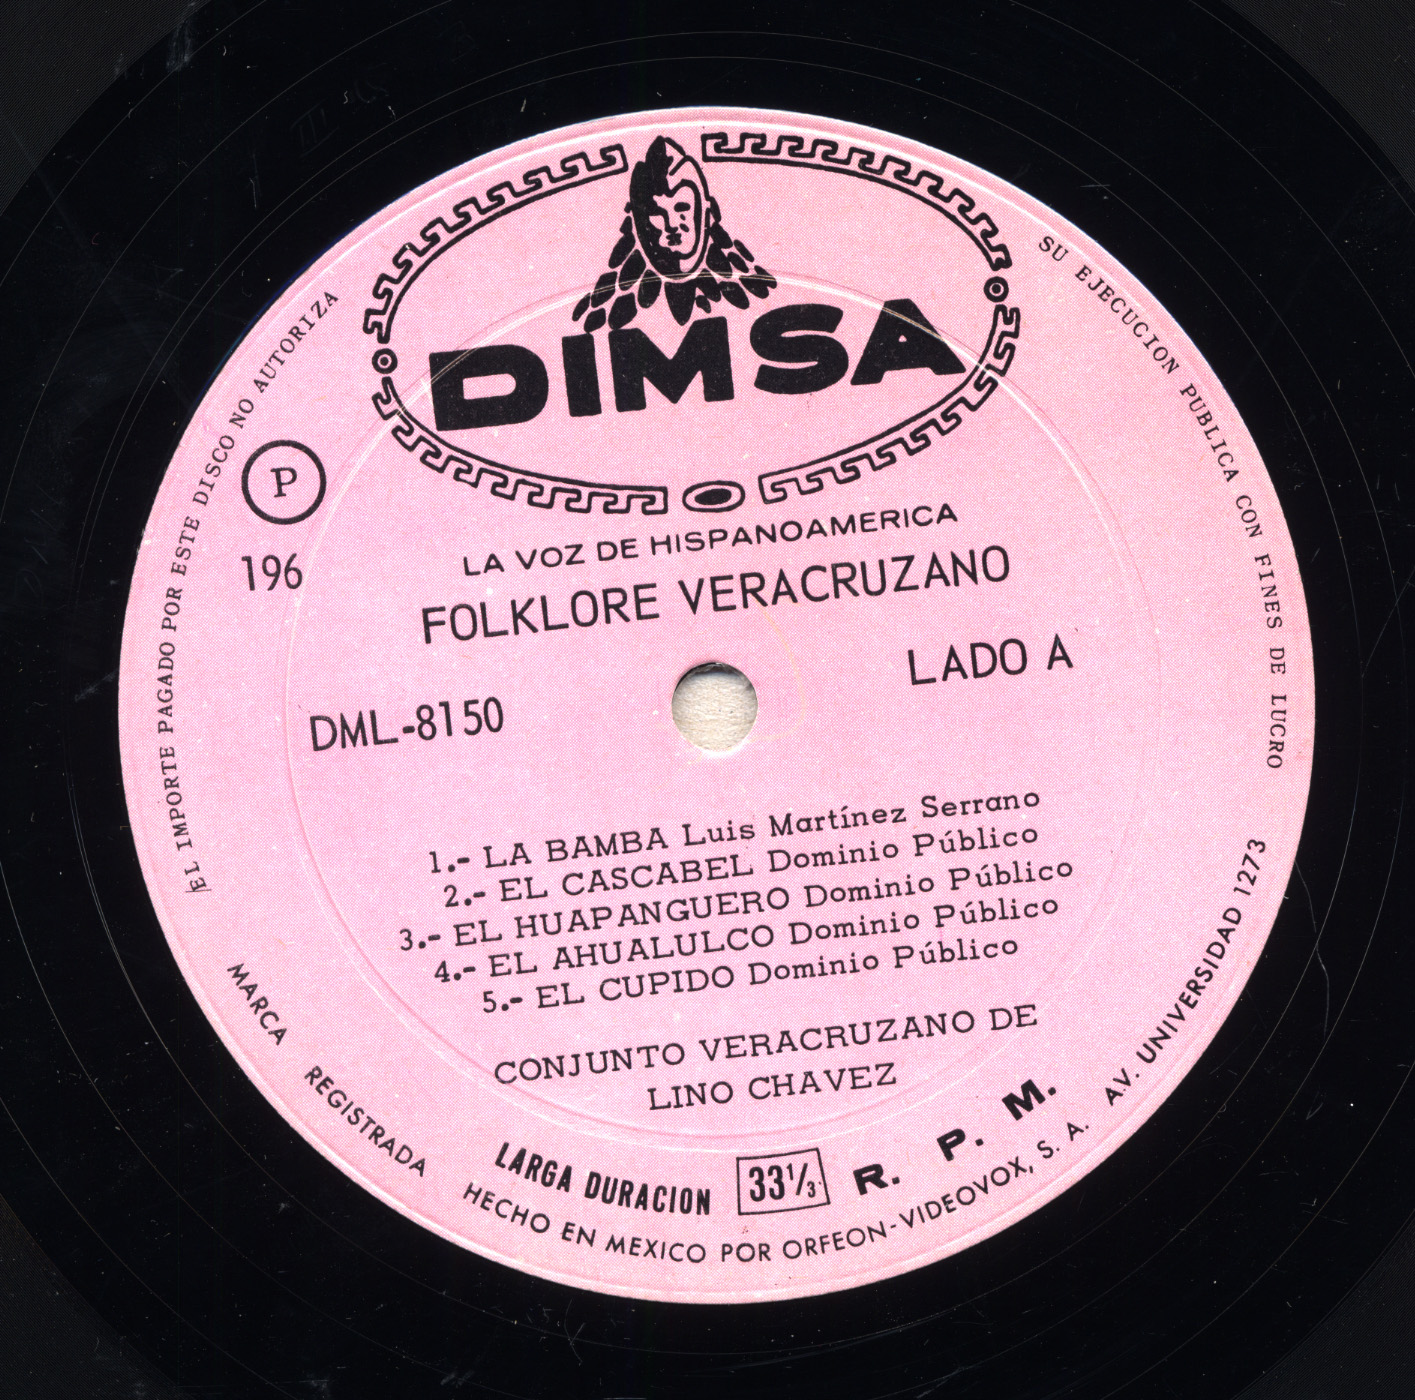 DIMSA
LA VOZ DE HISPANOAMERICA
FOLKLORE VERACRUZANO
P
196
LADO A
DML-8150
1.- LA BAMBA Luis Martínez Serrano
2.- EL CASCABEL Dominio Público
3.- EL HUAPANGUERO Dominio Público
4.- EL AHUALULCO Dominio Público
5.- EL CUPIDO Dominio Público
CONJUNTO VERACRUZANO DE
LINO CHAVEZ
LARGA DURACION 33⅓ R. P. M.
EL IMPORTE PAGADO POR ESTE DISCO NO AUTORIZA
SU EJECUCION PUBLICA CON FINES DE LUCRO
MARCA REGISTRADA HECHO EN MEXICO POR ORFEON-VIDEOVOX, S. A. AV. UNIVERSIDAD 1273